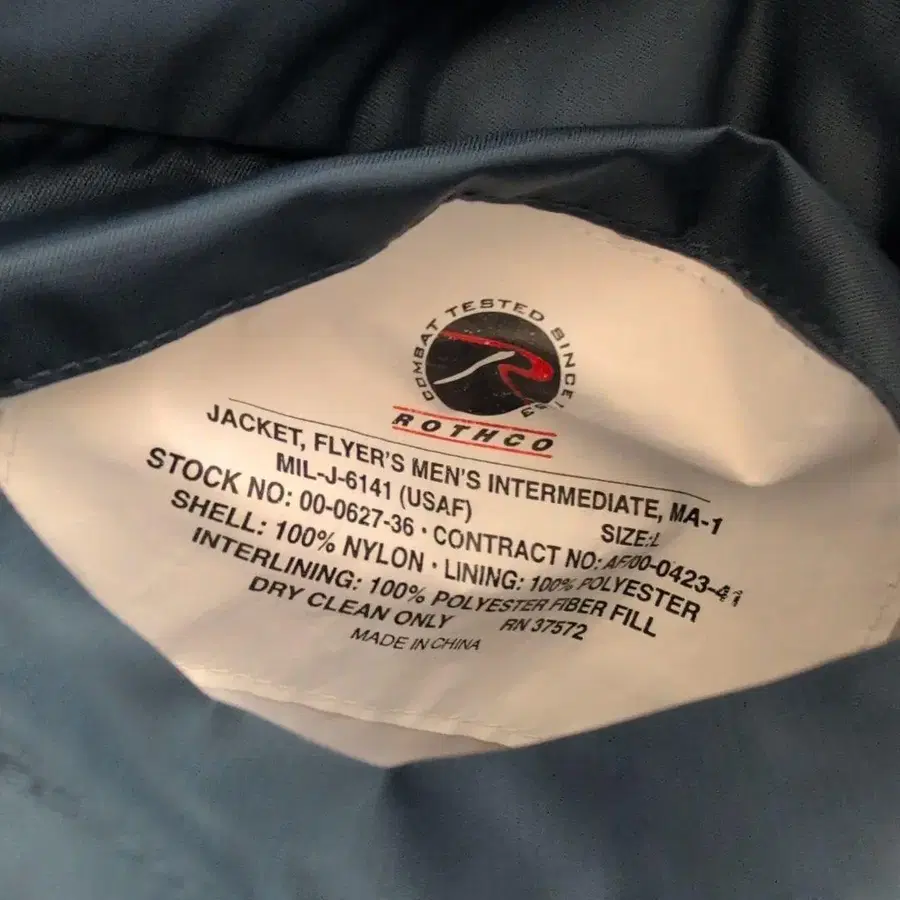 COMBAT TESTED SINCE
ROTHCO
JACKET, FLYER'S MEN'S INTERMEDIATE, MA-1
MIL-J-6141 (USAF) SIZE:L
STOCK NO: 00-0627-36 · CONTRACT NO: AF/00-0423-41
SHELL: 100% NYLON · LINING: 100% POLYESTER
INTERLINING: 100% POLYESTER FIBER FILL
DRY CLEAN ONLY RN 37572
MADE IN CHINA